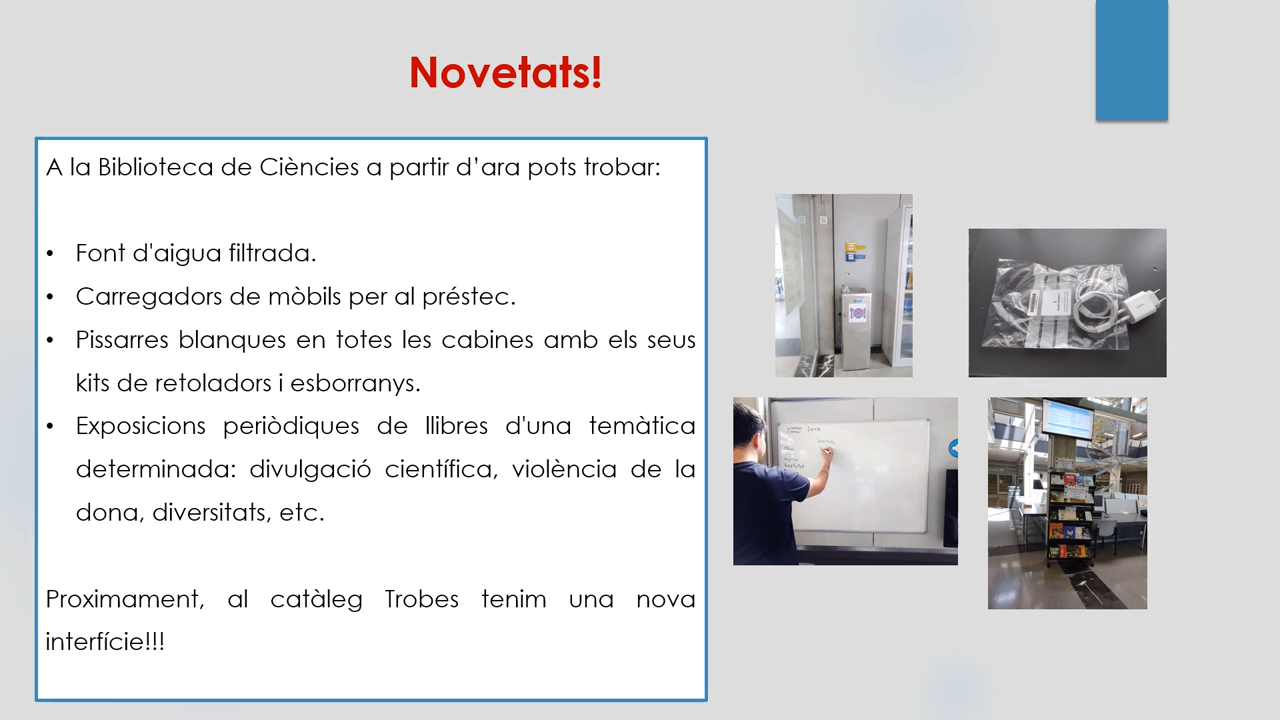 Novetats!
A la Biblioteca de Ciències a partir d’ara pots trobar:
• Font d'aigua filtrada.
• Carregadors de mòbils per al préstec.
• Pissarres blanques en totes les cabines amb els seus
kits de retoladors i esborranys.
• Exposicions periòdiques de llibres d'una temàtica
determinada: divulgació científica, violència de la
dona, diversitats, etc.
Proximament, al catàleg Trobes tenim una nova
interfície!!!